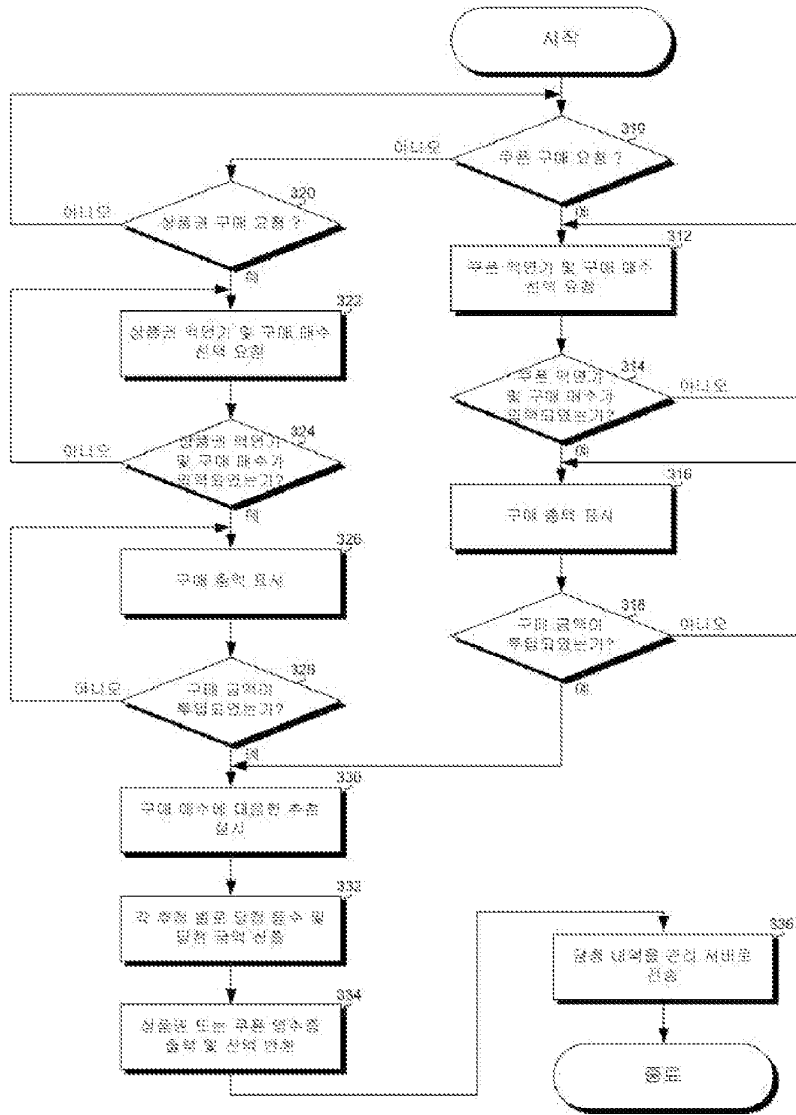 시작
310
쿠폰 구매 요청 ?
아니오
예
320
상품권 구매 요청 ?
아니오
예
312
쿠폰 액면가 및 구매 매수
선택 요청
322
상품권 액면가 및 구매 매수
선택 요청
314
쿠폰 액면가
및 구매 매수가
입력되었는가?
아니오
예
324
상품권 액면가
및 구매 매수가
입력되었는가?
아니오
예
316
구매 총액 표시
326
구매 총액 표시
318
구매 금액이
투입되었는가?
아니오
예
328
구매 금액이
투입되었는가?
아니오
예
330
구매 매수에 대응한 추첨
실시
332
각 추첨 별로 당첨 등수 및
당첨 금액 산출
334
상품권 또는 쿠폰 영수증
출력 및 잔액 반환
336
당첨 내역을 관리 서버로
전송
종료